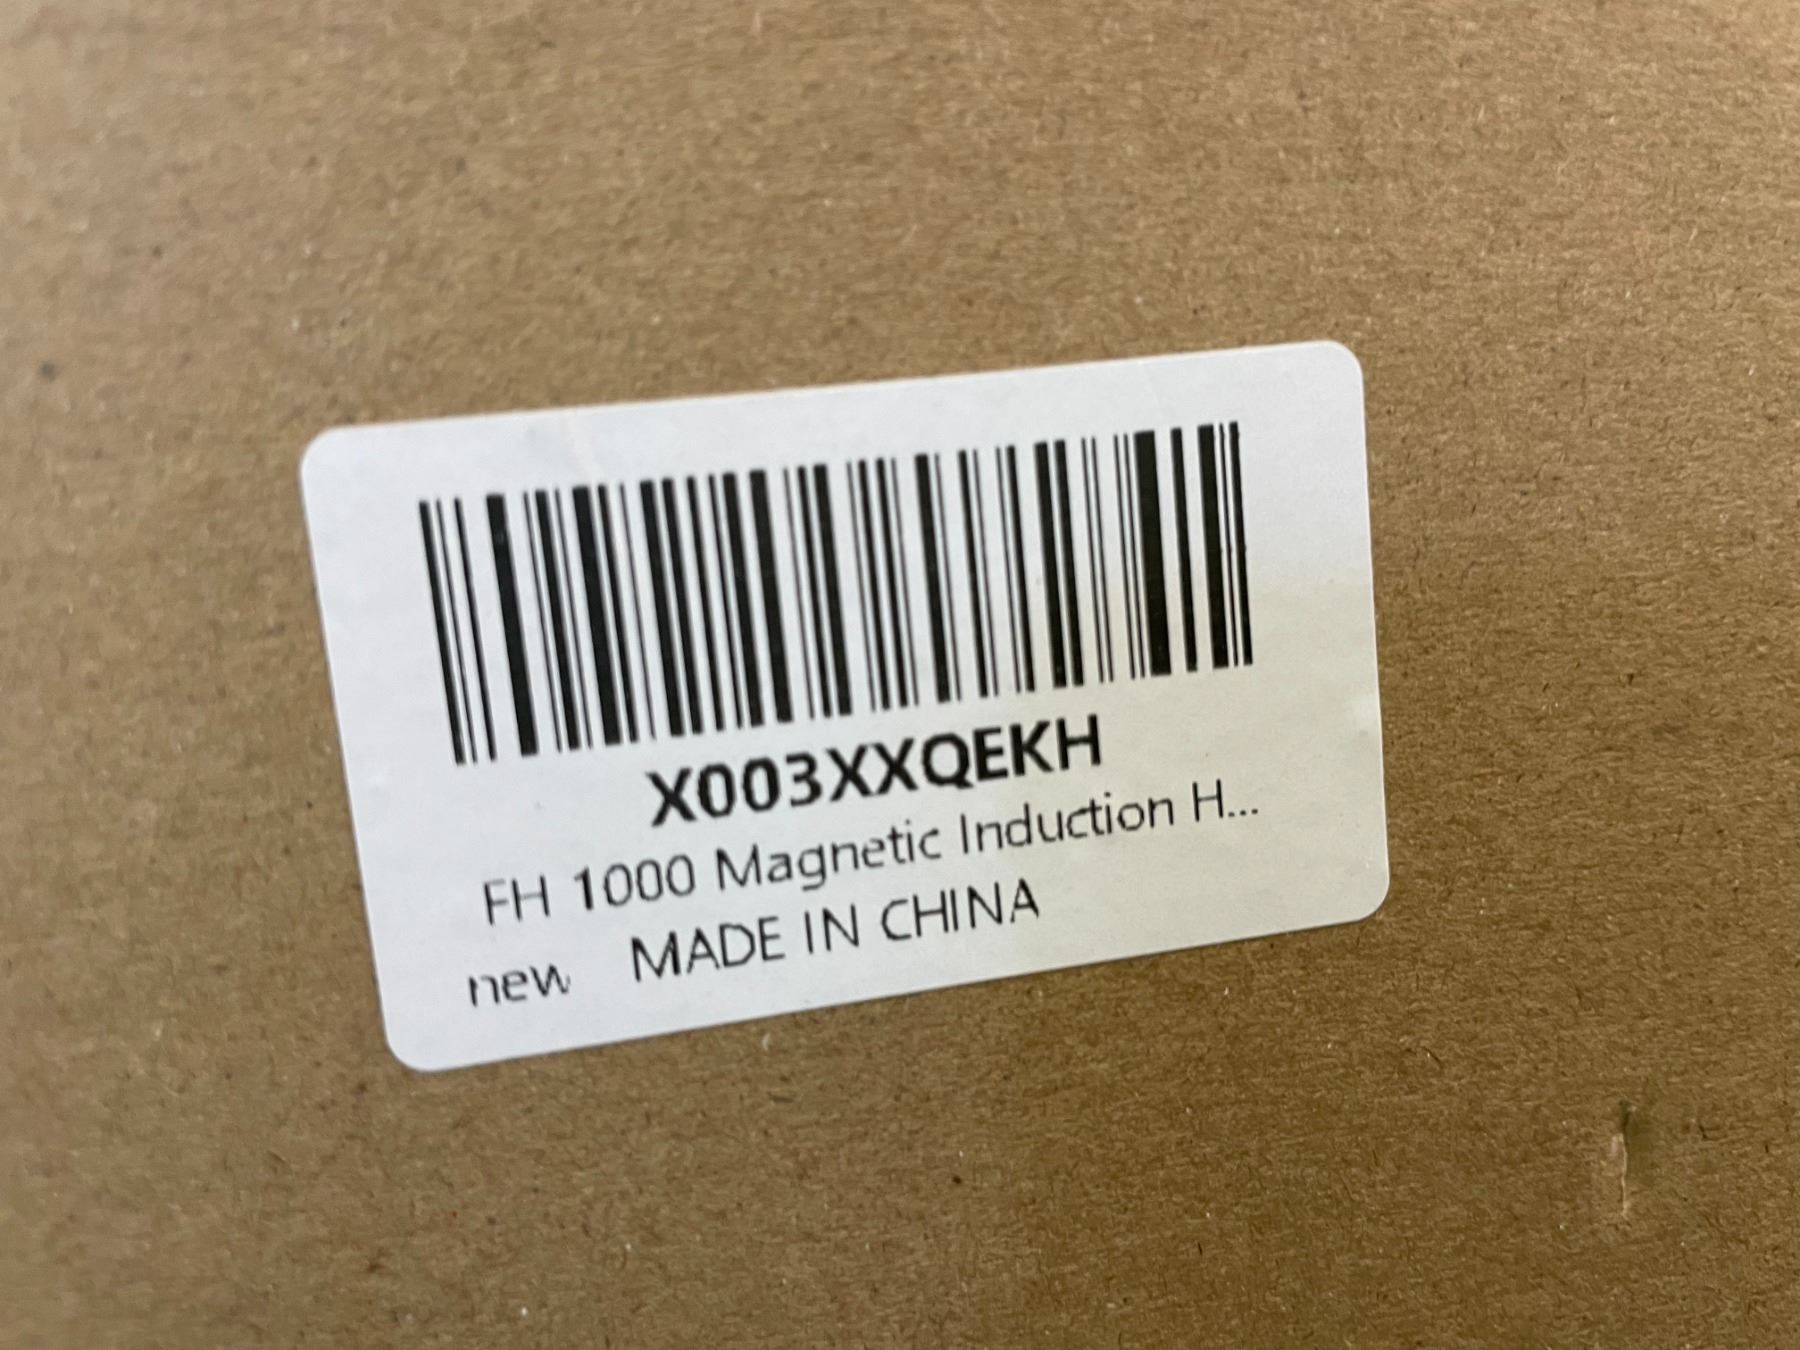 X003XXQEKH
FH 1000 Magnetic Induction H...
new MADE IN CHINA